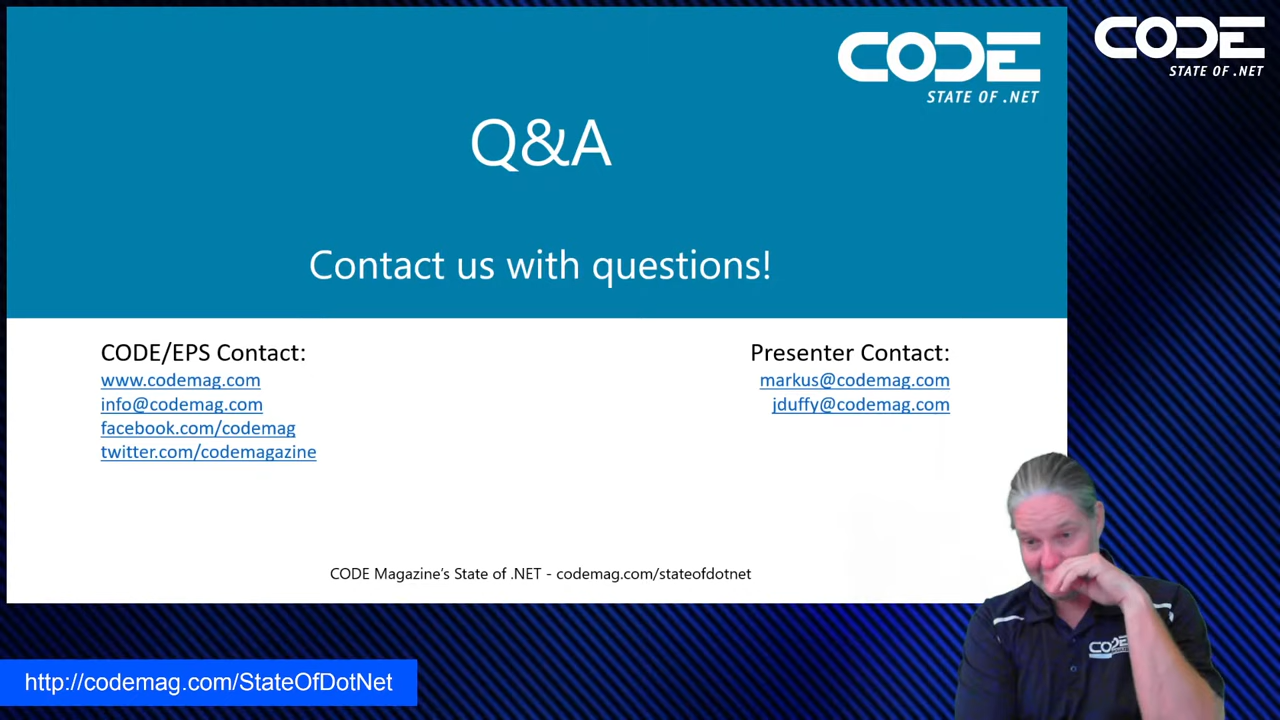 CODE
STATE OF .NET
CODE
STATE OF .NET
Q&A
Contact us with questions!
CODE/EPS Contact:
www.codemag.com
info@codemag.com
facebook.com/codemag
twitter.com/codemagazine
Presenter Contact:
markus@codemag.com
jduffy@codemag.com
CODE Magazine's State of .NET - codemag.com/stateofdotnet
CODE
http://codemag.com/StateOfDotNet